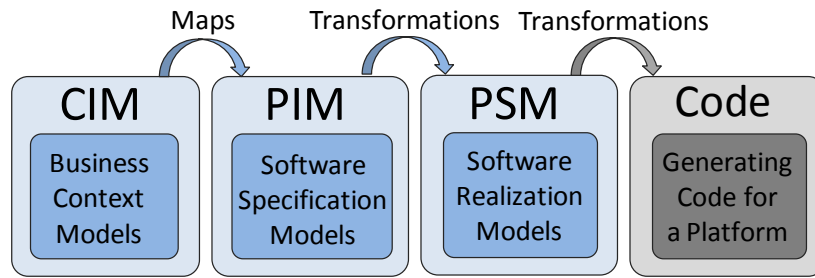 Maps
Transformations
Transformations
CIM
Business
Context
Models
PIM
Software
Specification
Models
PSM
Software
Realization
Models
Code
Generating
Code for
a Platform